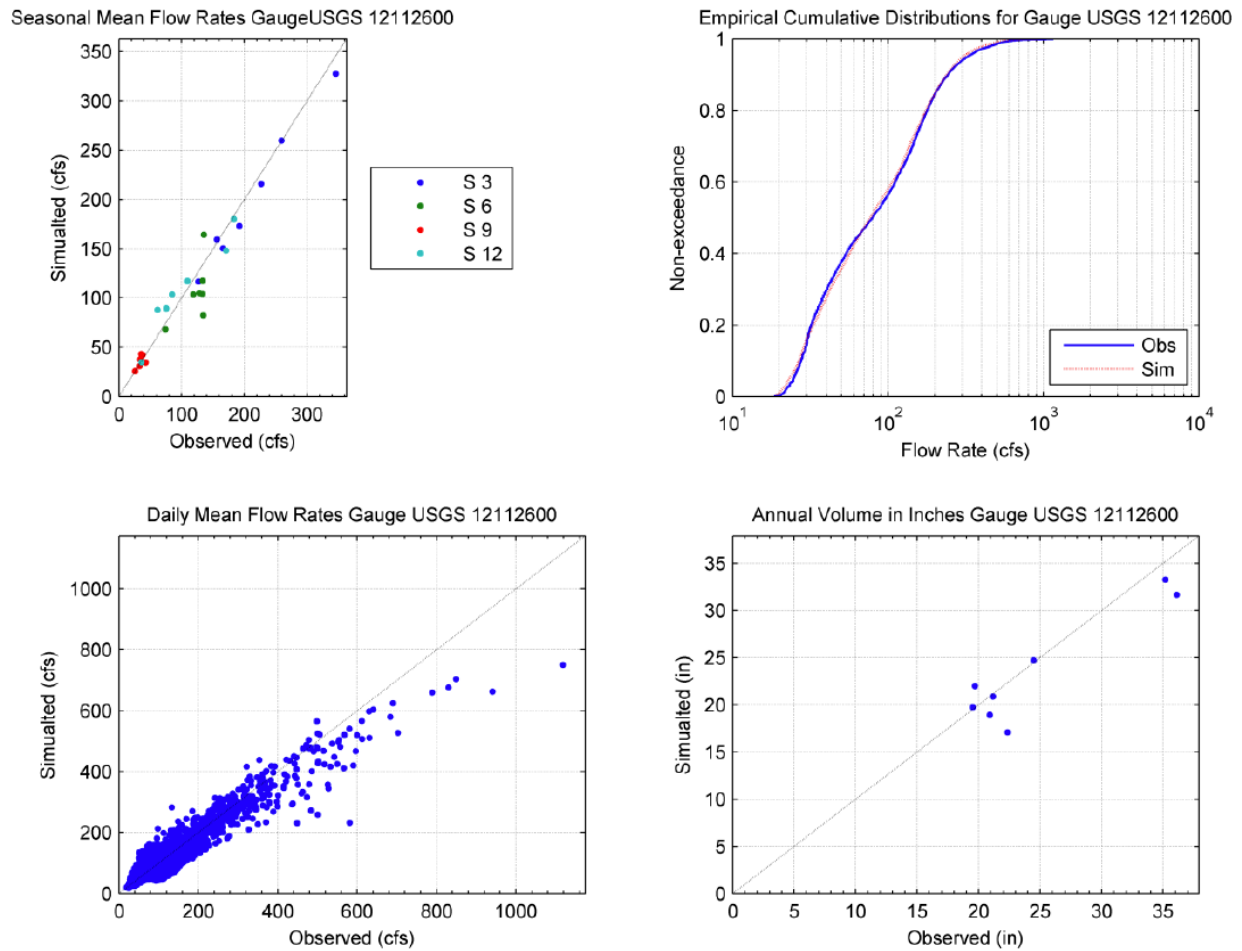 Seasonal Mean Flow Rates GaugeUSGS 12112600
350
300
250
200
150
100
50
0
Simualted (cfs)
0 100 200 300
Observed (cfs)
S 3
S 6
S 9
S 12
Empirical Cumulative Distributions for Gauge USGS 12112600
1
0.8
0.6
0.4
0.2
0
Non-exceedance
Obs
Sim
10^1 10^2 10^3 10^4
Flow Rate (cfs)
Daily Mean Flow Rates Gauge USGS 12112600
1000
800
600
400
200
0
Simualted (cfs)
0 200 400 600 800 1000
Observed (cfs)
Annual Volume in Inches Gauge USGS 12112600
35
30
25
20
15
10
5
0
Simualted (in)
0 5 10 15 20 25 30 35
Observed (in)